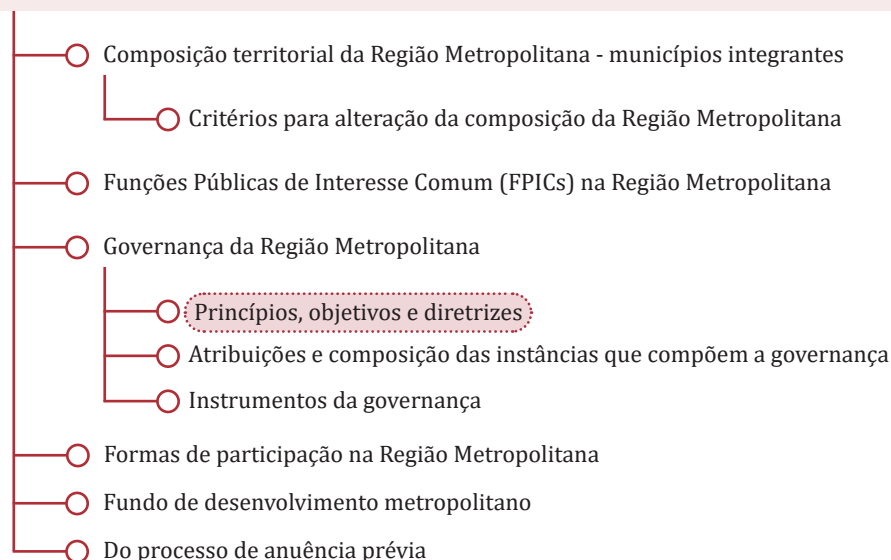 Composição territorial da Região Metropolitana - municípios integrantes
Critérios para alteração da composição da Região Metropolitana
Funções Públicas de Interesse Comum (FPICs) na Região Metropolitana
Governança da Região Metropolitana
Princípios, objetivos e diretrizes
Atribuições e composição das instâncias que compõem a governança
Instrumentos da governança
Formas de participação na Região Metropolitana
Fundo de desenvolvimento metropolitano
Do processo de anuência prévia